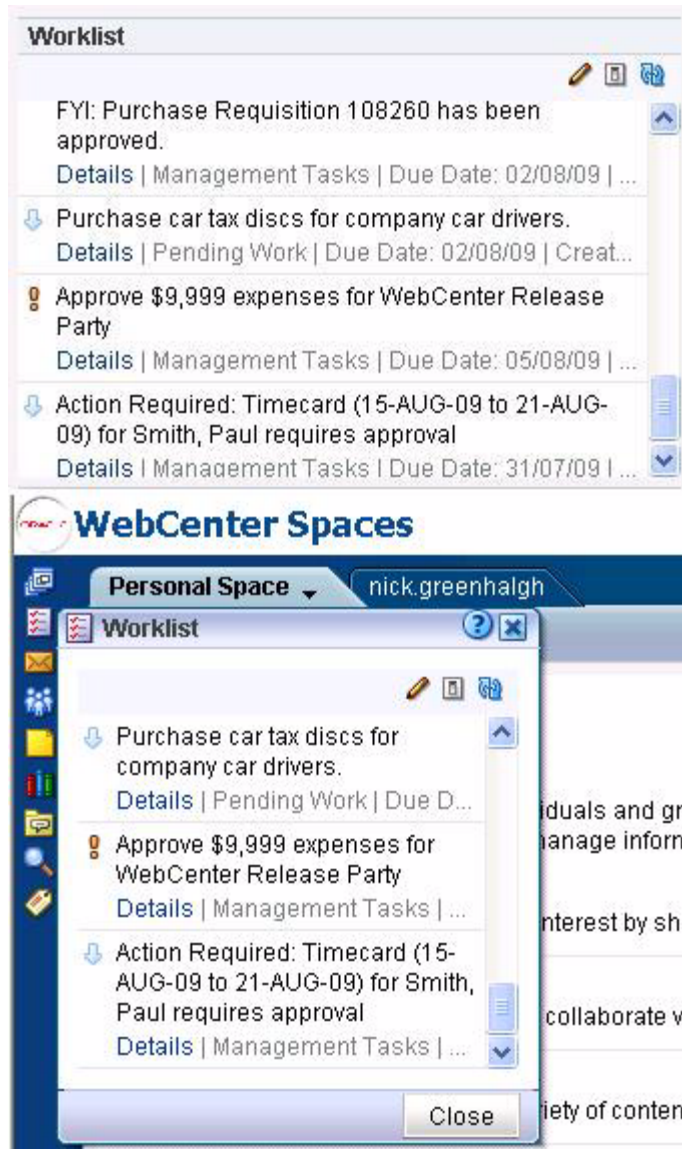 Worklist
FYI: Purchase Requisition 108260 has been
approved.
Details | Management Tasks | Due Date: 02/08/09 | ...
Purchase car tax discs for company car drivers.
Details | Pending Work | Due Date: 02/08/09 | Creat...
Approve $9,999 expenses for WebCenter Release
Party
Details | Management Tasks | Due Date: 05/08/09 | ...
Action Required: Timecard (15-AUG-09 to 21-AUG-
09) for Smith, Paul requires approval
Details | Management Tasks | Due Date: 31/07/09 | ...
ORACLE WebCenter Spaces
Personal Space nick.greenhalgh
Worklist
Purchase car tax discs for
company car drivers.
Details | Pending Work | Due D...
Approve $9,999 expenses for
WebCenter Release Party
Details | Management Tasks | ...
Action Required: Timecard (15-
AUG-09 to 21-AUG-09) for Smith,
Paul requires approval
Details | Management Tasks | ...
Close
iduals and gr
anage inforn
nterest by sh
collaborate v
iety of conten